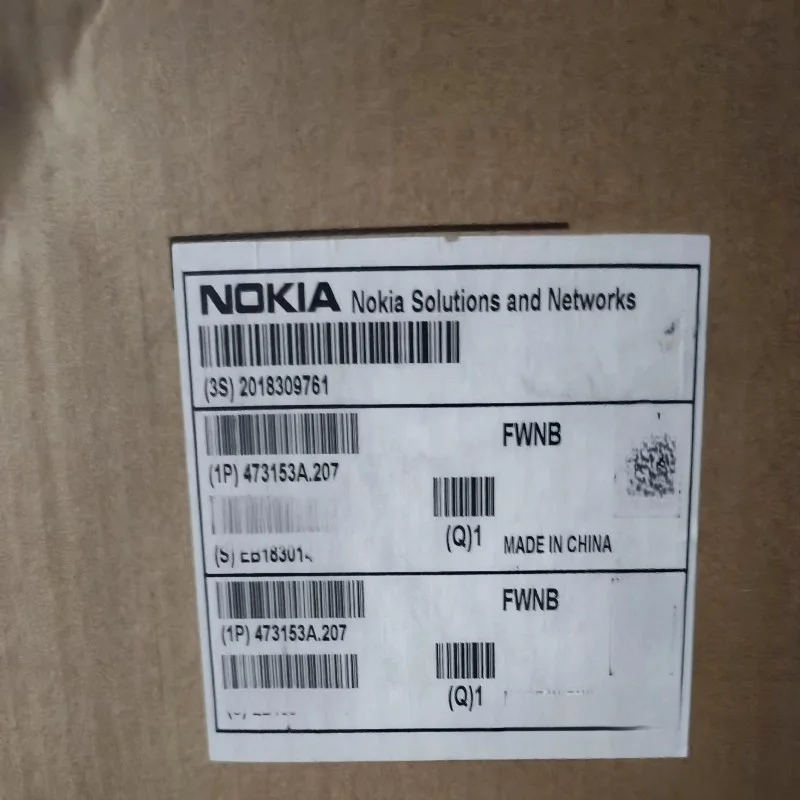 NOKIA Nokia Solutions and Networks
(3S) 2018309761
FWNB
(1P) 473153A.207
(Q)1 MADE IN CHINA
(S)
FWNB
(1P) 473153A.207
(Q)1